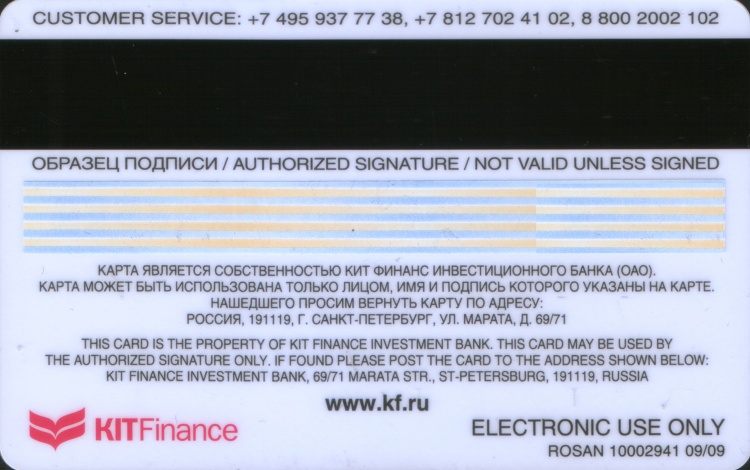 CUSTOMER SERVICE: +7 495 937 77 38, +7 812 702 41 02, 8 800 2002 102
ОБРАЗЕЦ ПОДПИСИ / AUTHORIZED SIGNATURE / NOT VALID UNLESS SIGNED
КАРТА ЯВЛЯЕТСЯ СОБСТВЕННОСТЬЮ КИТ ФИНАНС ИНВЕСТИЦИОННОГО БАНКА (ОАО).
КАРТА МОЖЕТ БЫТЬ ИСПОЛЬЗОВАНА ТОЛЬКО ЛИЦОМ, ИМЯ И ПОДПИСЬ КОТОРОГО УКАЗАНЫ НА КАРТЕ.
НАШЕДШЕГО ПРОСИМ ВЕРНУТЬ КАРТУ ПО АДРЕСУ:
РОССИЯ, 191119, Г. САНКТ-ПЕТЕРБУРГ, УЛ. МАРАТА, Д. 69/71
THIS CARD IS THE PROPERTY OF KIT FINANCE INVESTMENT BANK. THIS CARD MAY BE USED BY
THE AUTHORIZED SIGNATURE ONLY. IF FOUND PLEASE POST THE CARD TO THE ADDRESS SHOWN BELOW:
KIT FINANCE INVESTMENT BANK, 69/71 MARATA STR., ST-PETERSBURG, 191119, RUSSIA
www.kf.ru
KITFinance
ELECTRONIC USE ONLY
ROSAN 10002941 09/09